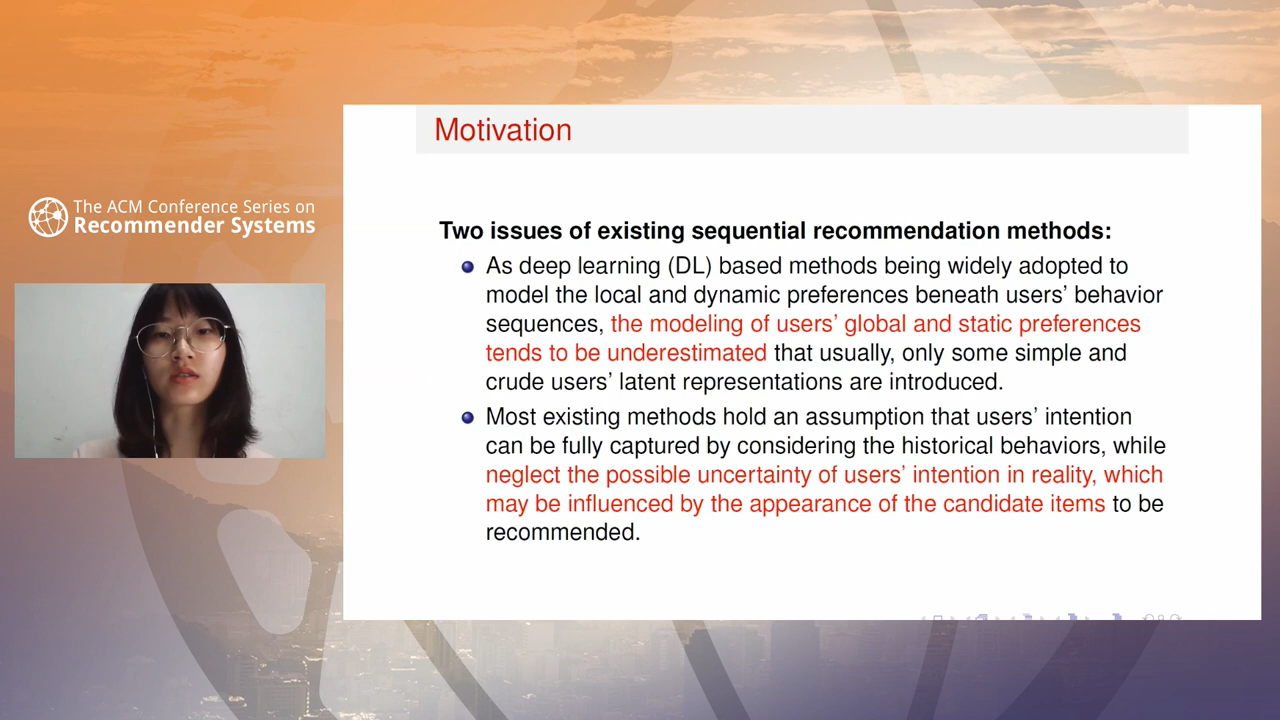 The ACM Conference Series on
Recommender Systems
Motivation
Two issues of existing sequential recommendation methods:
As deep learning (DL) based methods being widely adopted to
model the local and dynamic preferences beneath users' behavior
sequences, the modeling of users' global and static preferences
tends to be underestimated that usually, only some simple and
crude users' latent representations are introduced.
Most existing methods hold an assumption that users' intention
can be fully captured by considering the historical behaviors, while
neglect the possible uncertainty of users' intention in reality, which
may be influenced by the appearance of the candidate items to be
recommended.